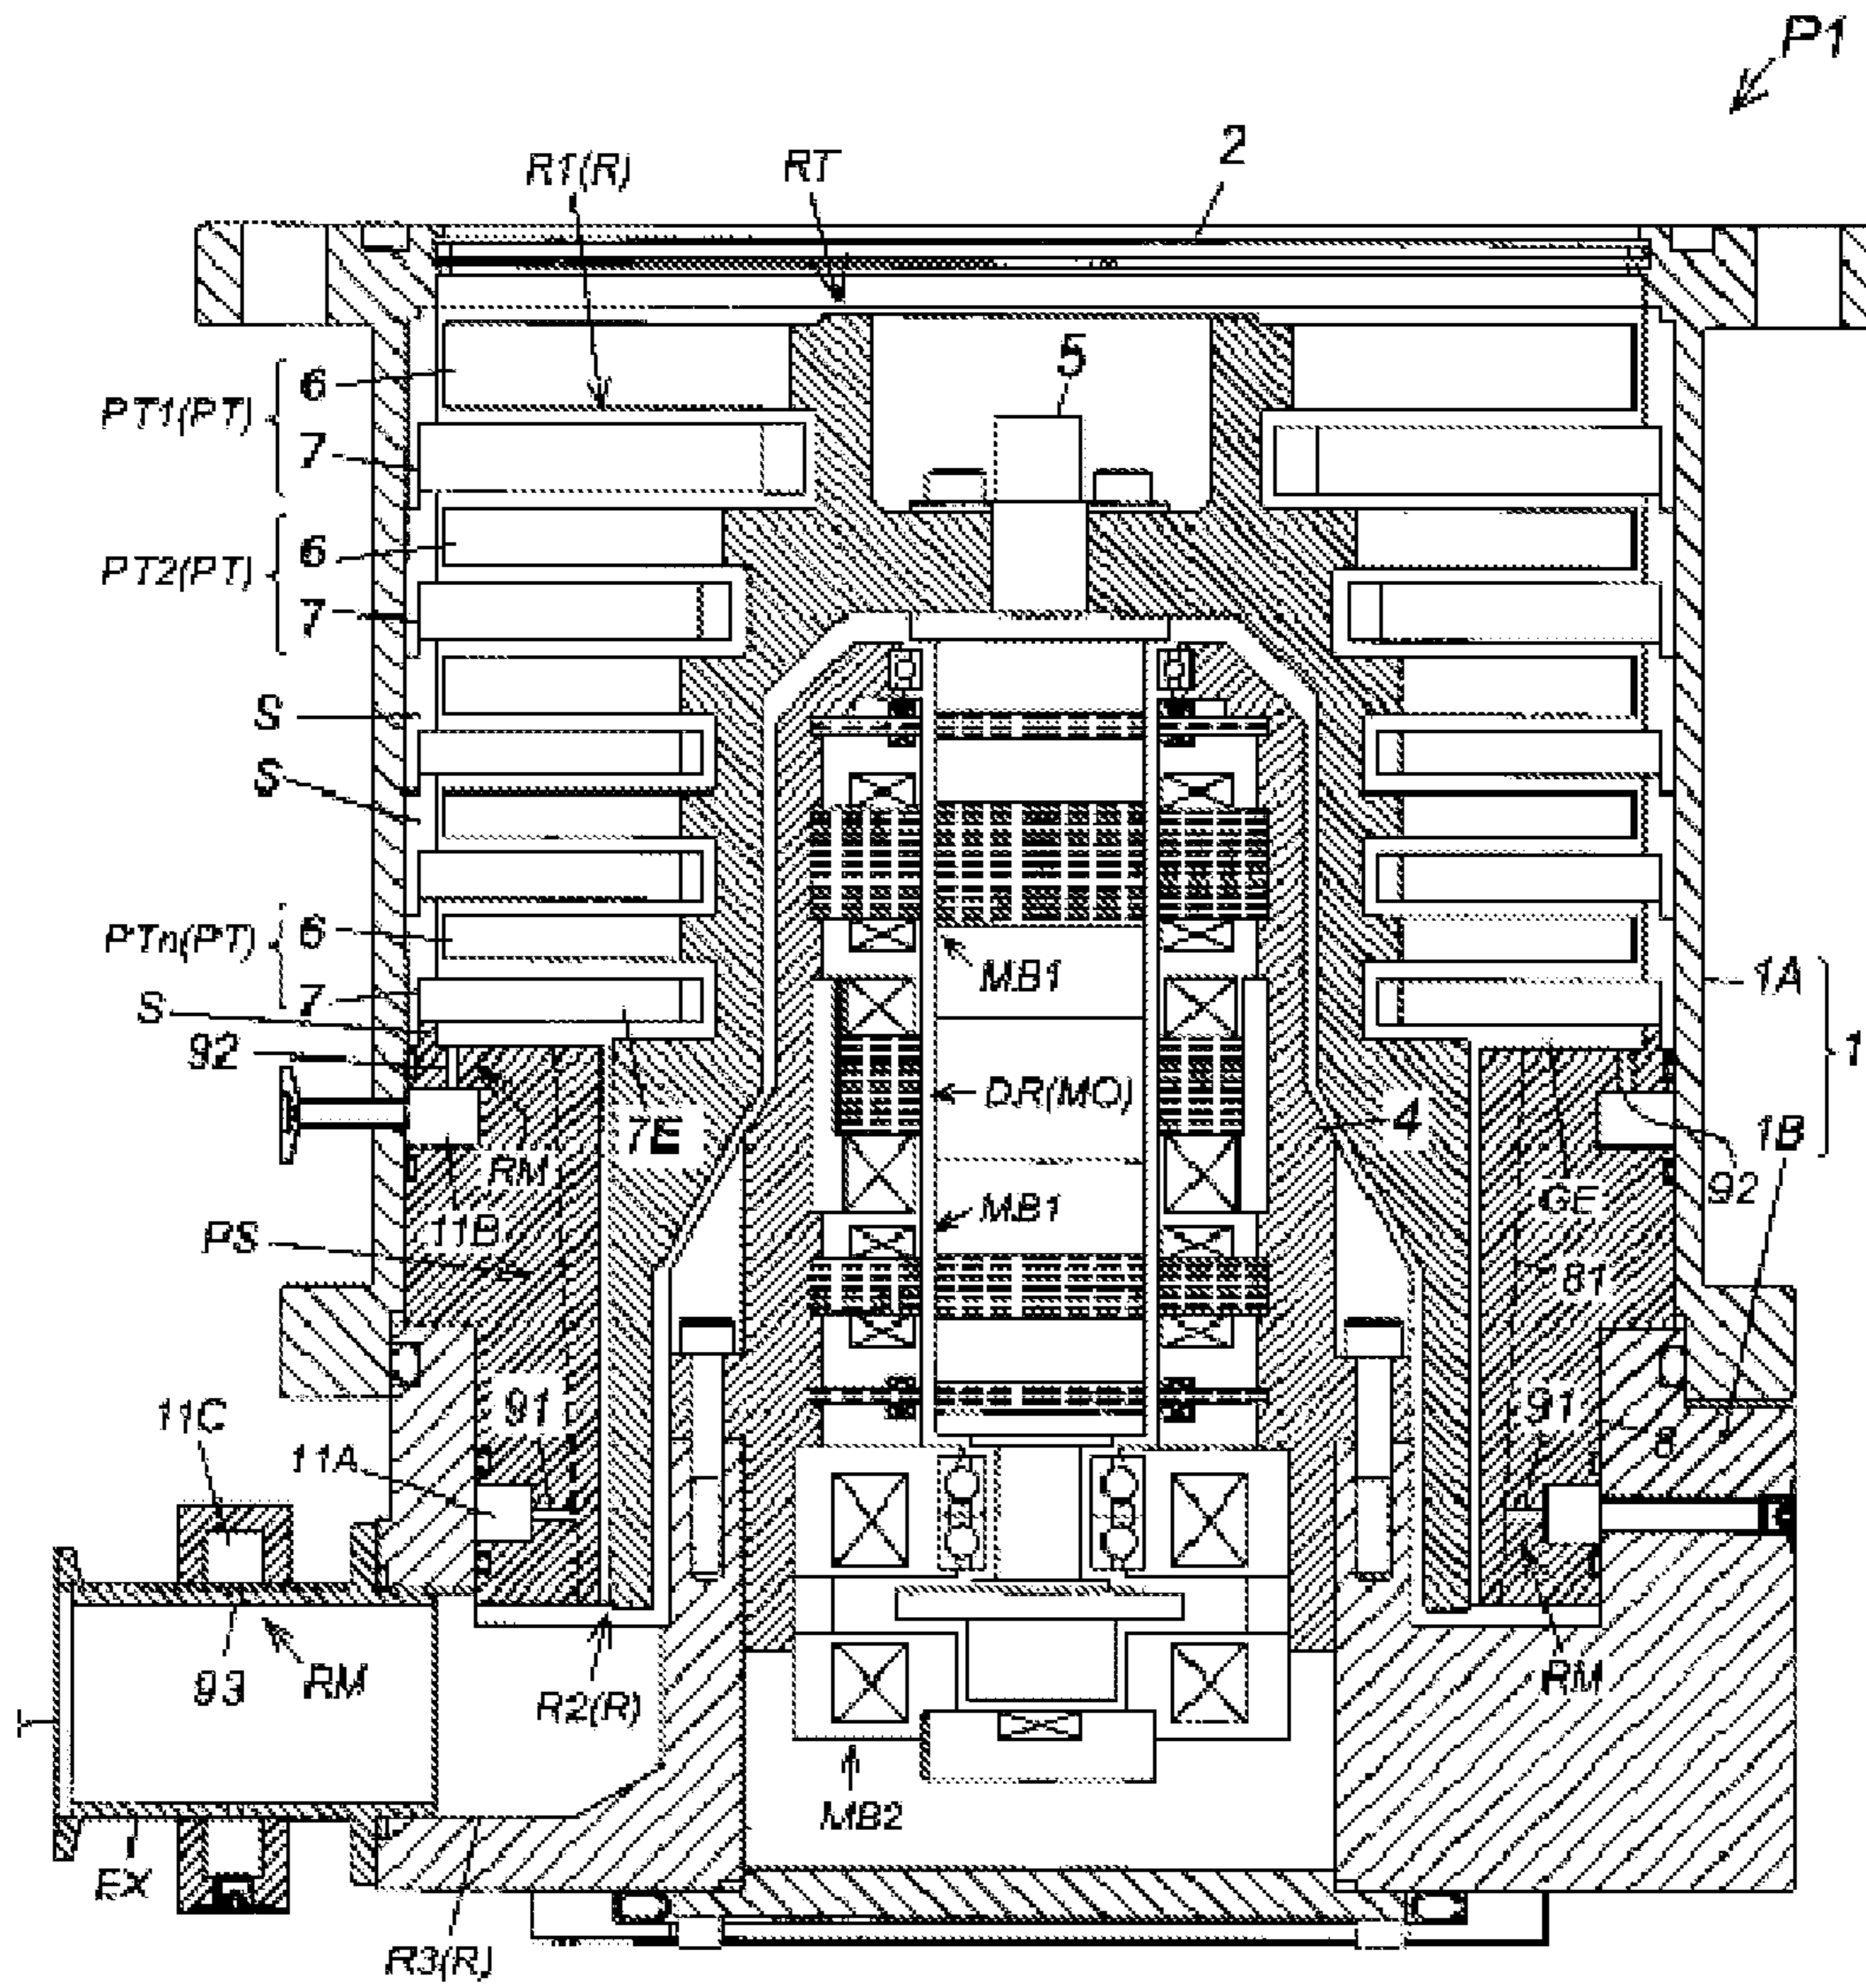 P1
2
R1(R)
RT
5
PT1(PT)
6
7
PT2(PT)
6
7
S
S
PTn(PT)
6
7
S
92
MB1
1A
1
DR(MO)
4
7E
1B
RM
11B
92
GE
PS
MB1
81
91
91
8
11C
11A
93
RM
R2(R)
RM
MB2
EX
R3(R)